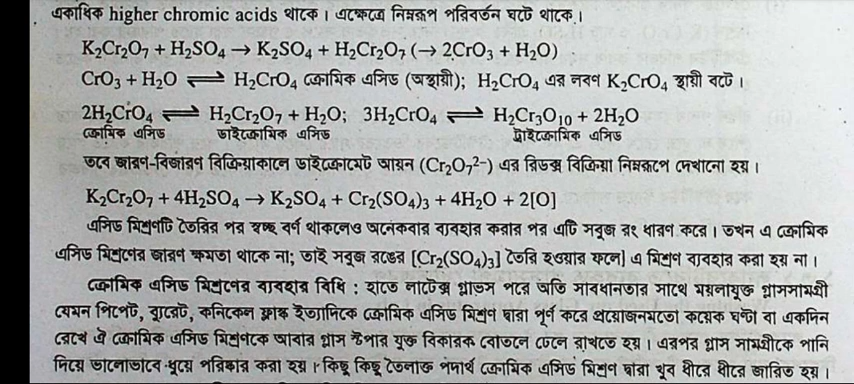 একাধিক higher chromic acids থাকে। এক্ষেত্রে নিম্নরূপ পরিবর্তন ঘটে থাকে।
K₂Cr₂O₇ + H₂SO₄ → K₂SO₄ + H₂Cr₂O₇ (→ 2CrO₃ + H₂O)
CrO₃ + H₂O ⇌ H₂CrO₄ ক্রোমিক এসিড (অস্থায়ী); H₂CrO₄ এর লবণ K₂CrO₄ স্থায়ী বটে।
2H₂CrO₄ ⇌ H₂Cr₂O₇ + H₂O; 3H₂CrO₄ ⇌ H₂Cr₃O₁₀ + 2H₂O
ক্রোমিক এসিড ডাইক্রোমিক এসিড ট্রাইক্রোমিক এসিড
তবে জারণ-বিজারণ বিক্রিয়াকালে ডাইক্রোমেট আয়ন (Cr₂O₇²⁻) এর রিডক্স বিক্রিয়া নিম্নরূপে দেখানো হয়।
K₂Cr₂O₇ + 4H₂SO₄ → K₂SO₄ + Cr₂(SO₄)₃ + 4H₂O + 2[O]
এসিড মিশ্রণটি তৈরির পর স্বচ্ছ বর্ণ থাকলেও অনেকবার ব্যবহার করার পর এটি সবুজ রং ধারণ করে। তখন এ ক্রোমিক
এসিড মিশ্রণের জারণ ক্ষমতা থাকে না; তাই সবুজ রঙের [Cr₂(SO₄)₃] তৈরি হওয়ার ফলে] এ মিশ্রণ ব্যবহার করা হয় না।
ক্রোমিক এসিড মিশ্রণের ব্যবহার বিধি : হাতে লাটেক্স গ্লাভস পরে অতি সাবধানতার সাথে ময়লাযুক্ত গ্লাসসামগ্রী
যেমন পিপেট, ব্যুরেট, কনিকেল ফ্লাস্ক ইত্যাদিকে ক্রোমিক এসিড মিশ্রণ দ্বারা পূর্ণ করে প্রয়োজনমতো কয়েক ঘণ্টা বা একদিন
রেখে ঐ ক্রোমিক এসিড মিশ্রণকে আবার গ্লাস স্টপার যুক্ত বিকারক বোতলে ঢেলে রাখতে হয়। এরপর গ্লাস সামগ্রীকে পানি
দিয়ে ভালোভাবে ধুয়ে পরিষ্কার করা হয়। কিছু কিছু তৈলাক্ত পদার্থ ক্রোমিক এসিড মিশ্রণ দ্বারা খুব ধীরে ধীরে জারিত হয়।